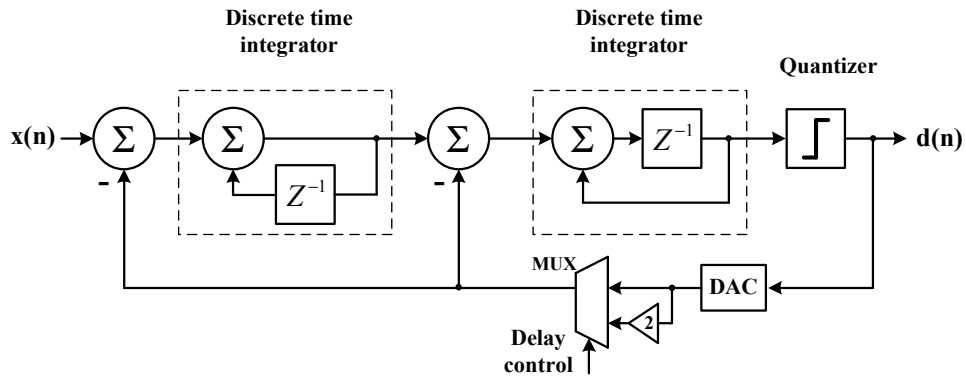 Discrete time
integrator
Discrete time
integrator
Quantizer
x(n)
Σ
Σ
Σ
Σ
Z⁻¹
d(n)
-
Z⁻¹
-
MUX
DAC
2
Delay
control